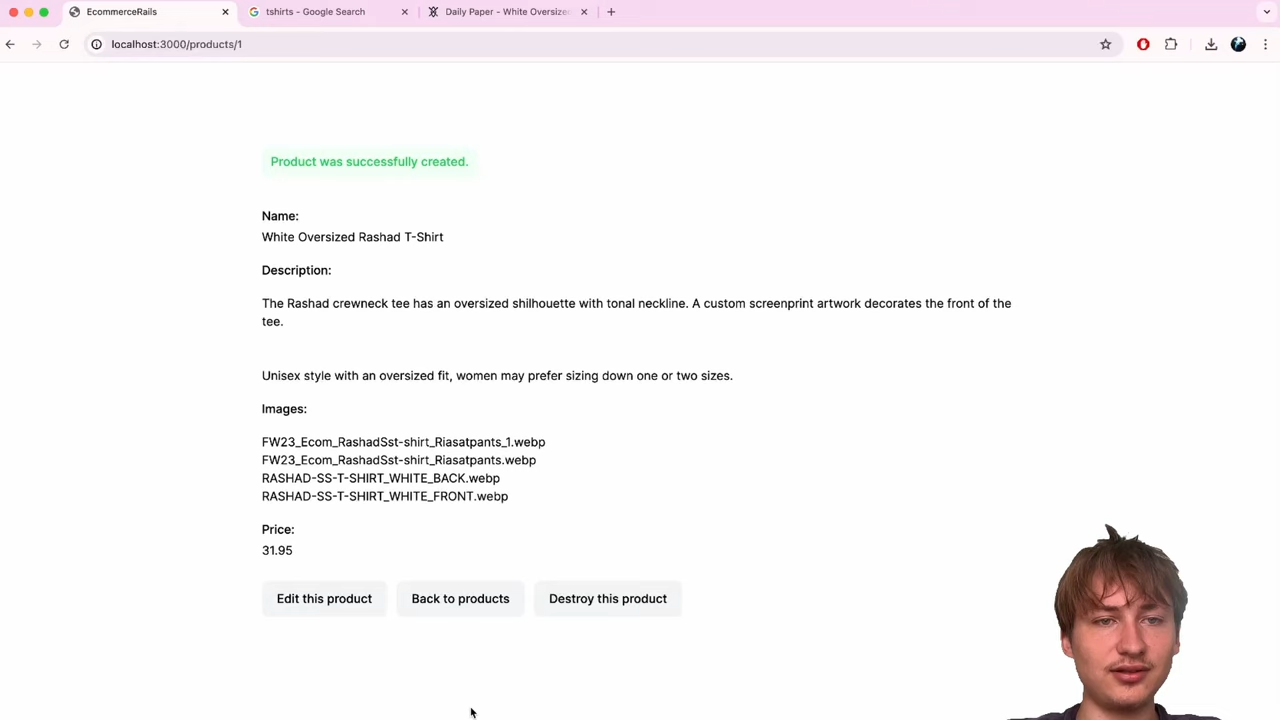 EcommerceRails
tshirts - Google Search
Daily Paper - White Oversize
localhost:3000/products/1
Product was successfully created.
Name:
White Oversized Rashad T-Shirt
Description:
The Rashad crewneck tee has an oversized shilhouette with tonal neckline. A custom screenprint artwork decorates the front of the
tee.
Unisex style with an oversized fit, women may prefer sizing down one or two sizes.
Images:
FW23_Ecom_RashadSst-shirt_Riasatpants_1.webp
FW23_Ecom_RashadSst-shirt_Riasatpants.webp
RASHAD-SS-T-SHIRT_WHITE_BACK.webp
RASHAD-SS-T-SHIRT_WHITE_FRONT.webp
Price:
31.95
Edit this product
Back to products
Destroy this product